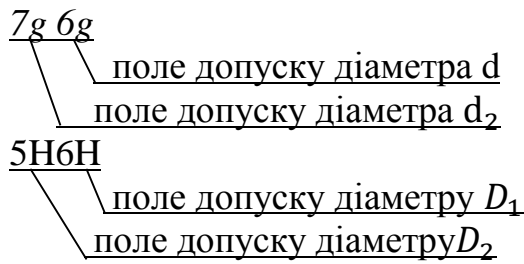 7g 6g
поле допуску діаметра d
поле допуску діаметра d₂
5H6H
поле допуску діаметру D₁
поле допуску діаметруD₂